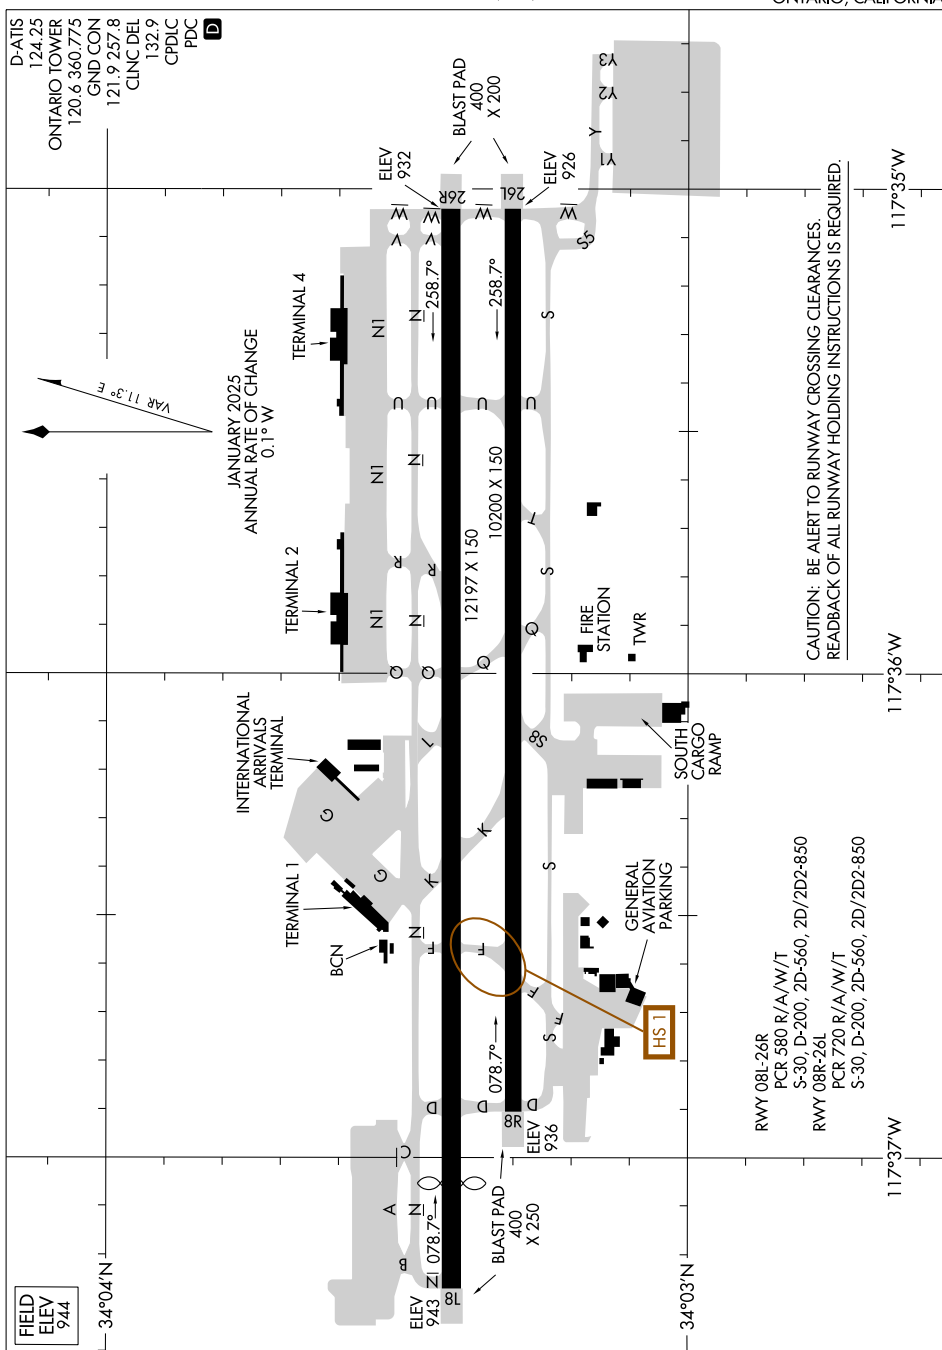 ONTARIO, CALIFORNIA
D-ATIS
124.25
ONTARIO TOWER
120.6 360.775
GND CON
121.9 257.8
CLNC DEL
132.9
CPDLC
PDC
D
FIELD
ELEV
944
34°04'N
34°03'N
VAR 11.3° E
JANUARY 2025
ANNUAL RATE OF CHANGE
0.1° W
TERMINAL 4
TERMINAL 2
INTERNATIONAL
ARRIVALS
TERMINAL
TERMINAL 1
BCN
BLAST PAD
400
X 200
ELEV
932
ELEV
926
26R
26L
258.7°
258.7°
12197 X 150
10200 X 150
078.7°
078.7°
8L
8R
ELEV
943
ELEV
936
BLAST PAD
400
X 250
HS 1
FIRE
STATION
TWR
SOUTH
CARGO
RAMP
GENERAL
AVIATION
PARKING
A
B
C
D
D
D
F
F
F
F
G
G
K
K
L
N
N
N
N
N
N
N1
N1
N1
Q
Q
Q
Q
R
R
S
S
S
S
S5
S8
T
U
U
U
U
V
V
W
W
W
W
Y
Y1
Y2
Y3
CAUTION: BE ALERT TO RUNWAY CROSSING CLEARANCES.
READBACK OF ALL RUNWAY HOLDING INSTRUCTIONS IS REQUIRED.
RWY 08L-26R
PCR 580 R/A/W/T
S-30, D-200, 2D-560, 2D/2D2-850
RWY 08R-26L
PCR 720 R/A/W/T
S-30, D-200, 2D-560, 2D/2D2-850
117°35'W
117°36'W
117°37'W